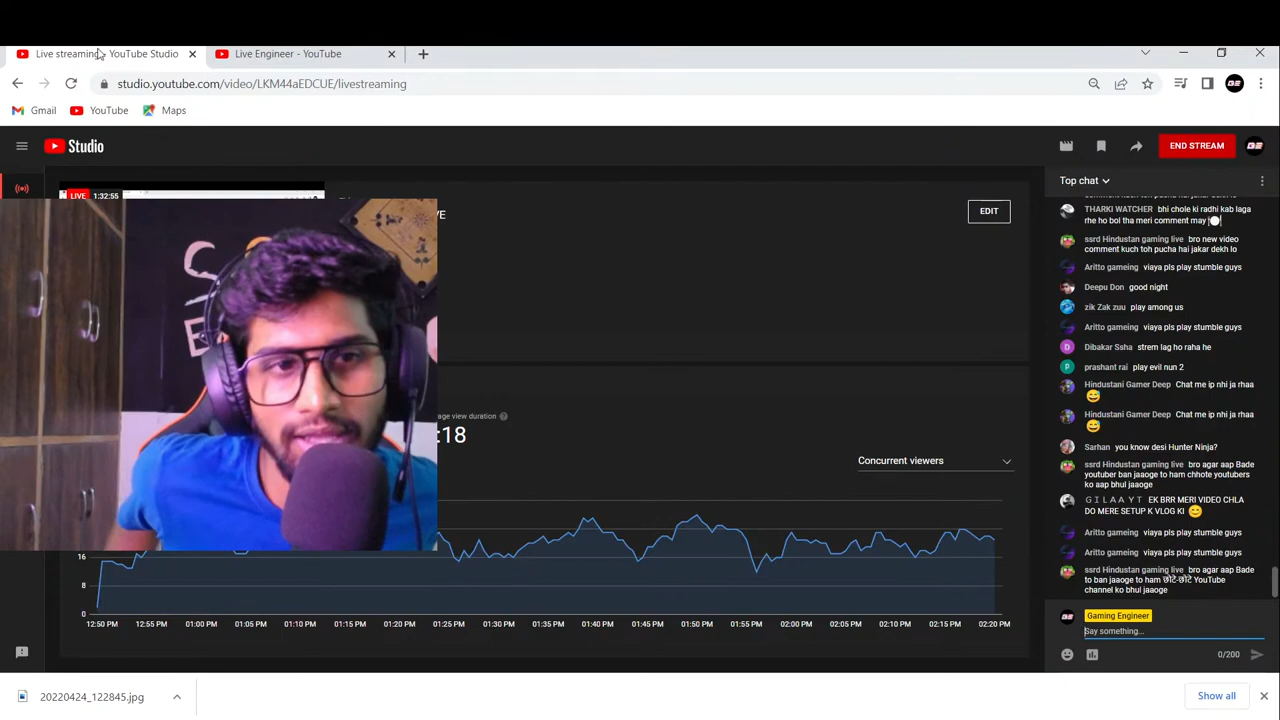 Live streaming - YouTube Studio
Live Engineer - YouTube
studio.youtube.com/video/LKM44aEDCUE/livestreaming
Gmail
YouTube
Maps
Studio
END STREAM
LIVE
1:32:55
EDIT
Concurrent viewers
16
8
0
12:50 PM
12:55 PM
01:00 PM
01:05 PM
01:10 PM
01:15 PM
01:20 PM
01:25 PM
01:30 PM
01:35 PM
01:40 PM
01:45 PM
01:50 PM
01:55 PM
02:00 PM
02:05 PM
02:10 PM
02:15 PM
02:20 PM
:18
Top chat
THARKI WATCHER bhi chole ki radhi kab laga
rhe ho bol tha meri comment may
ssrd Hindustan gaming live bro new video
comment kuch toh pucha hai jakar dekh lo
Aritto gameing viaya pls play stumble guys
Deepu Don good night
zik Zak zuu play among us
Aritto gameing viaya pls play stumble guys
Dibakar Ssha strem lag ho raha he
prashant rai play evil nun 2
Hindustani Gamer Deep Chat me ip nhi ja rhaa
😅
Hindustani Gamer Deep Chat me ip nhi ja rhaa
😅
Sarhan you know desi Hunter Ninja?
ssrd Hindustan gaming live bro agar aap Bade
youtuber ban jaaoge to ham chhote youtubers
ko aap bhul jaaoge
G I L A A Y T EK BRR MERI VIDEO CHLA
DO MERE SETUP K VLOG KI 😊
Aritto gameing viaya pls play stumble guys
Aritto gameing viaya pls play stumble guys
ssrd Hindustan gaming live bro agar aap Bade
to ban jaaoge to ham छोटे-छोटे YouTube
channel ko bhul jaaoge
Gaming Engineer
Say something...
0/200
20220424_122845.jpg
Show all